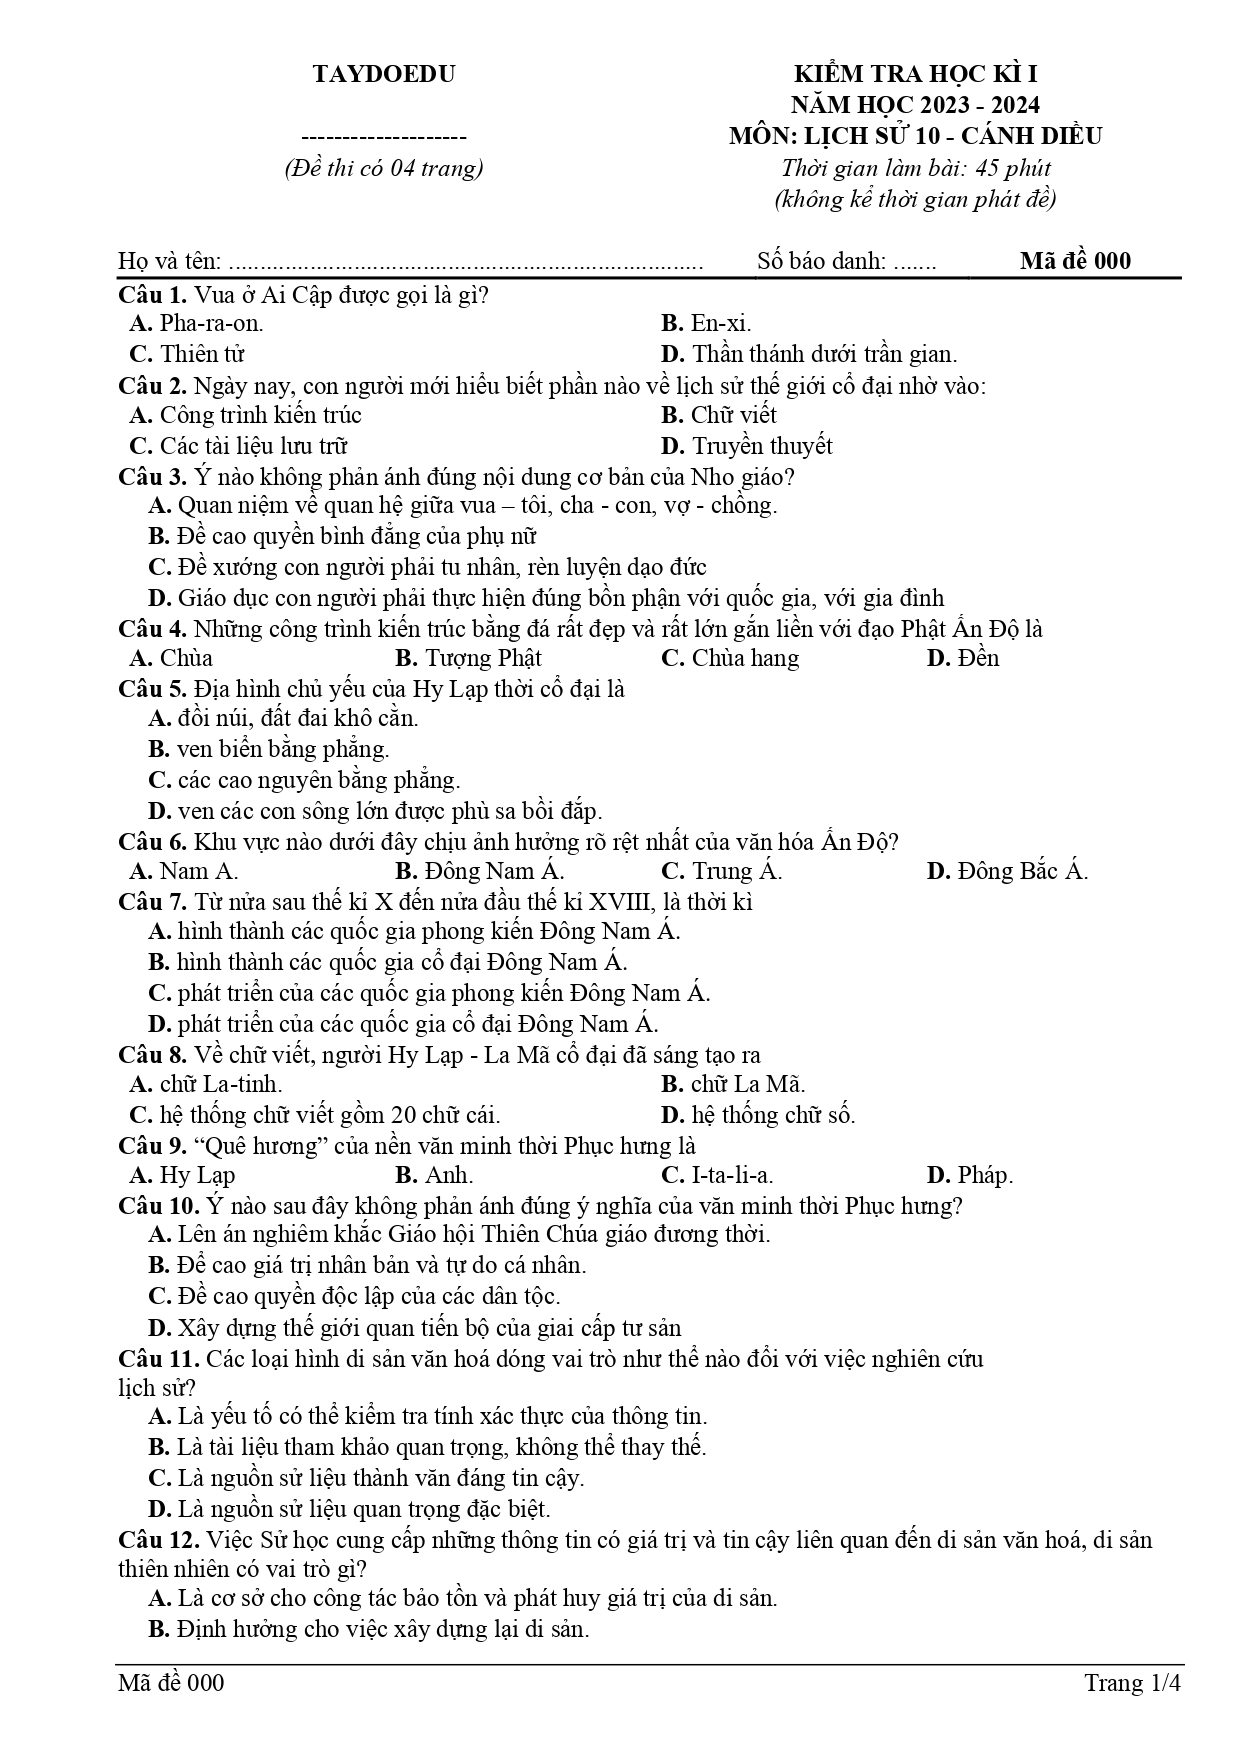 TAYDOEDU
--------------------
(Đề thi có 04 trang)
KIỂM TRA HỌC KÌ I
NĂM HỌC 2023 - 2024
MÔN: LỊCH SỬ 10 - CÁNH DIỀU
Thời gian làm bài: 45 phút
(không kể thời gian phát đề)
Họ và tên: ............................................................................ Số báo danh: ....... Mã đề 000
Câu 1. Vua ở Ai Cập được gọi là gì?
A. Pha-ra-on. B. En-xi.
C. Thiên tử D. Thần thánh dưới trần gian.
Câu 2. Ngày nay, con người mới hiểu biết phần nào về lịch sử thế giới cổ đại nhờ vào:
A. Công trình kiến trúc B. Chữ viết
C. Các tài liệu lưu trữ D. Truyền thuyết
Câu 3. Ý nào không phản ánh đúng nội dung cơ bản của Nho giáo?
A. Quan niệm về quan hệ giữa vua – tôi, cha - con, vợ - chồng.
B. Đề cao quyền bình đẳng của phụ nữ
C. Đề xướng con người phải tu nhân, rèn luyện dạo đức
D. Giáo dục con người phải thực hiện đúng bồn phận với quốc gia, với gia đình
Câu 4. Những công trình kiến trúc bằng đá rất đẹp và rất lớn gắn liền với đạo Phật Ấn Độ là
A. Chùa B. Tượng Phật C. Chùa hang D. Đền
Câu 5. Địa hình chủ yếu của Hy Lạp thời cổ đại là
A. đồi núi, đất đai khô cằn.
B. ven biển bằng phẳng.
C. các cao nguyên bằng phẳng.
D. ven các con sông lớn được phù sa bồi đắp.
Câu 6. Khu vực nào dưới đây chịu ảnh hưởng rõ rệt nhất của văn hóa Ấn Độ?
A. Nam A. B. Đông Nam Á. C. Trung Á. D. Đông Bắc Á.
Câu 7. Từ nửa sau thế kỉ X đến nửa đầu thế kỉ XVIII, là thời kì
A. hình thành các quốc gia phong kiến Đông Nam Á.
B. hình thành các quốc gia cổ đại Đông Nam Á.
C. phát triển của các quốc gia phong kiến Đông Nam Á.
D. phát triển của các quốc gia cổ đại Đông Nam Á.
Câu 8. Về chữ viết, người Hy Lạp - La Mã cổ đại đã sáng tạo ra
A. chữ La-tinh. B. chữ La Mã.
C. hệ thống chữ viết gồm 20 chữ cái. D. hệ thống chữ số.
Câu 9. “Quê hương” của nền văn minh thời Phục hưng là
A. Hy Lạp B. Anh. C. I-ta-li-a. D. Pháp.
Câu 10. Ý nào sau đây không phản ánh đúng ý nghĩa của văn minh thời Phục hưng?
A. Lên án nghiêm khắc Giáo hội Thiên Chúa giáo đương thời.
B. Để cao giá trị nhân bản và tự do cá nhân.
C. Đề cao quyền độc lập của các dân tộc.
D. Xây dựng thế giới quan tiến bộ của giai cấp tư sản
Câu 11. Các loại hình di sản văn hoá dóng vai trò như thể nào đổi với việc nghiên cứu
lịch sử?
A. Là yếu tố có thể kiểm tra tính xác thực của thông tin.
B. Là tài liệu tham khảo quan trọng, không thể thay thế.
C. Là nguồn sử liệu thành văn đáng tin cậy.
D. Là nguồn sử liệu quan trọng đặc biệt.
Câu 12. Việc Sử học cung cấp những thông tin có giá trị và tin cậy liên quan đến di sản văn hoá, di sản
thiên nhiên có vai trò gì?
A. Là cơ sở cho công tác bảo tồn và phát huy giá trị của di sản.
B. Định hướng cho việc xây dựng lại di sản.
Mã đề 000 Trang 1/4